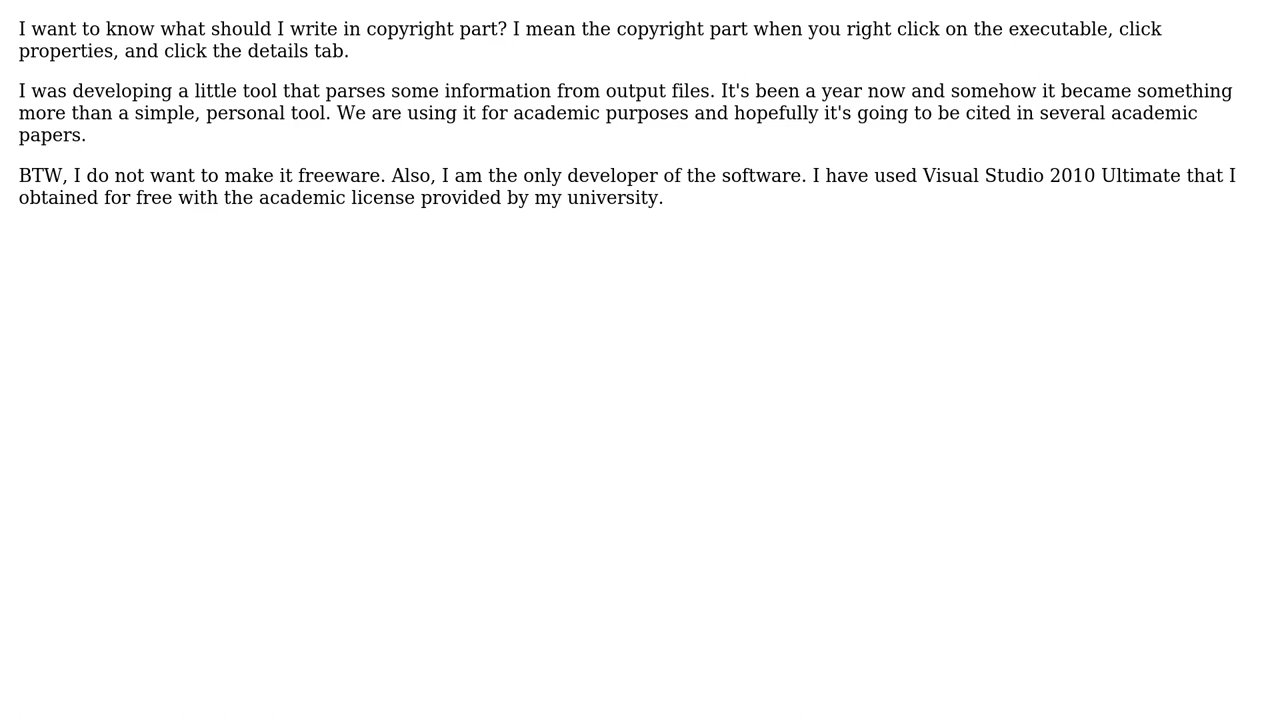 I want to know what should I write in copyright part? I mean the copyright part when you right click on the executable, click
properties, and click the details tab.
I was developing a little tool that parses some information from output files. It's been a year now and somehow it became something
more than a simple, personal tool. We are using it for academic purposes and hopefully it's going to be cited in several academic
papers.
BTW, I do not want to make it freeware. Also, I am the only developer of the software. I have used Visual Studio 2010 Ultimate that I
obtained for free with the academic license provided by my university.